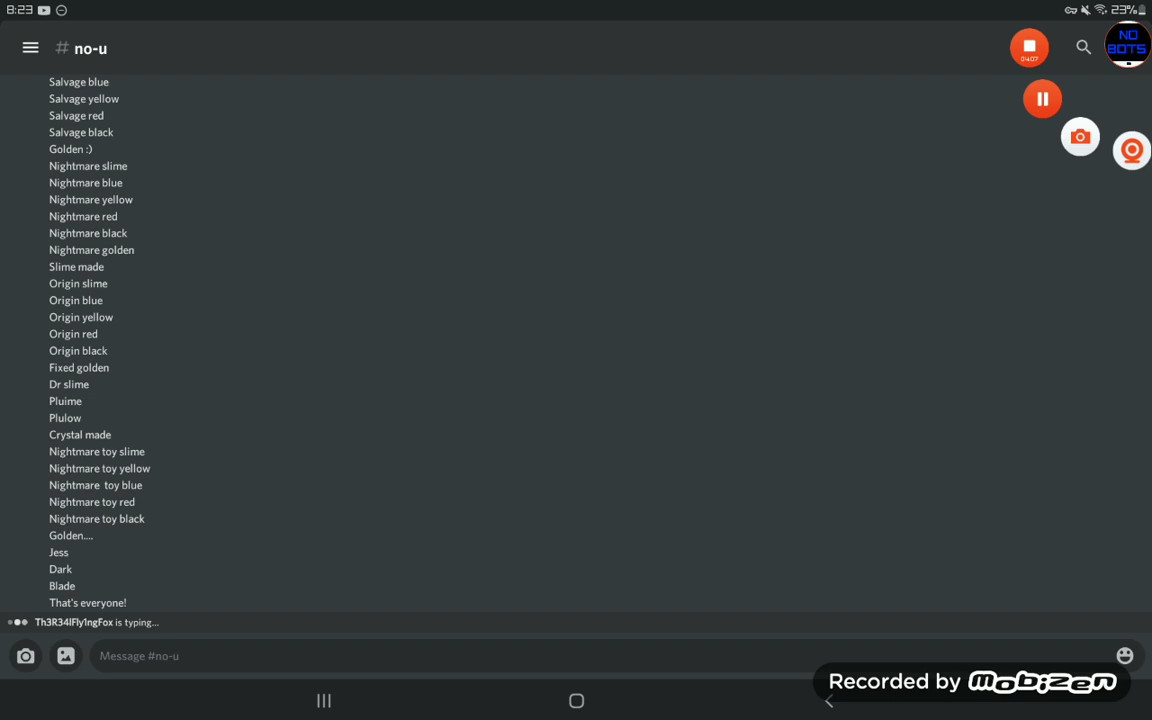 8:23
23%
# no-u
04:07
NO
BOTS
Salvage blue
Salvage yellow
Salvage red
Salvage black
Golden :)
Nightmare slime
Nightmare blue
Nightmare yellow
Nightmare red
Nightmare black
Nightmare golden
Slime made
Origin slime
Origin blue
Origin yellow
Origin red
Origin black
Fixed golden
Dr slime
Pluime
Plulow
Crystal made
Nightmare toy slime
Nightmare toy yellow
Nightmare  toy blue
Nightmare toy red
Nightmare toy black
Golden....
Jess
Dark
Blade
That's everyone!
Th3R34lFly1ngFox is typing...
Message #no-u
Recorded by mobizen